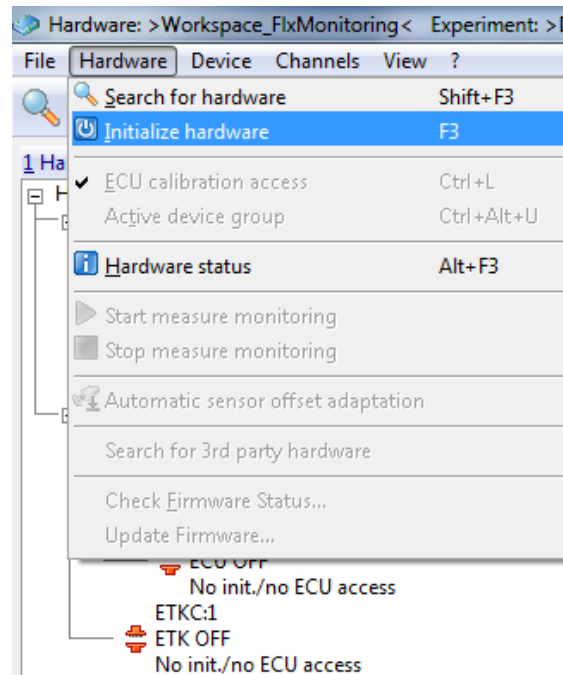 Hardware: >Workspace_FlxMonitoring< Experiment: >
File Hardware Device Channels View ?
Search for hardware Shift+F3
Initialize hardware F3
1 Ha
ECU calibration access Ctrl+L
Active device group Ctrl+Alt+U
Hardware status Alt+F3
Start measure monitoring
Stop measure monitoring
Automatic sensor offset adaptation
Search for 3rd party hardware
Check Firmware Status...
Update Firmware...
ECU OFF
No init./no ECU access
ETKC:1
ETK OFF
No init./no ECU access